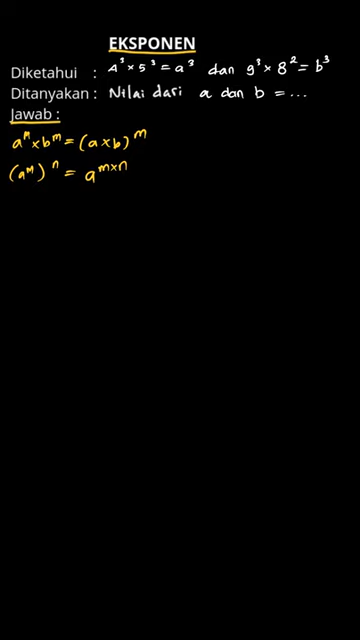 EKSPONEN
Diketahui : 4³ × 5³ = a³ dan 9³ × 8² = b³
Ditanyakan : Nilai dari a dan b = ...
Jawab :
aᵐ × bᵐ = (a × b)ᵐ
(aᵐ)ⁿ = aᵐˣⁿ